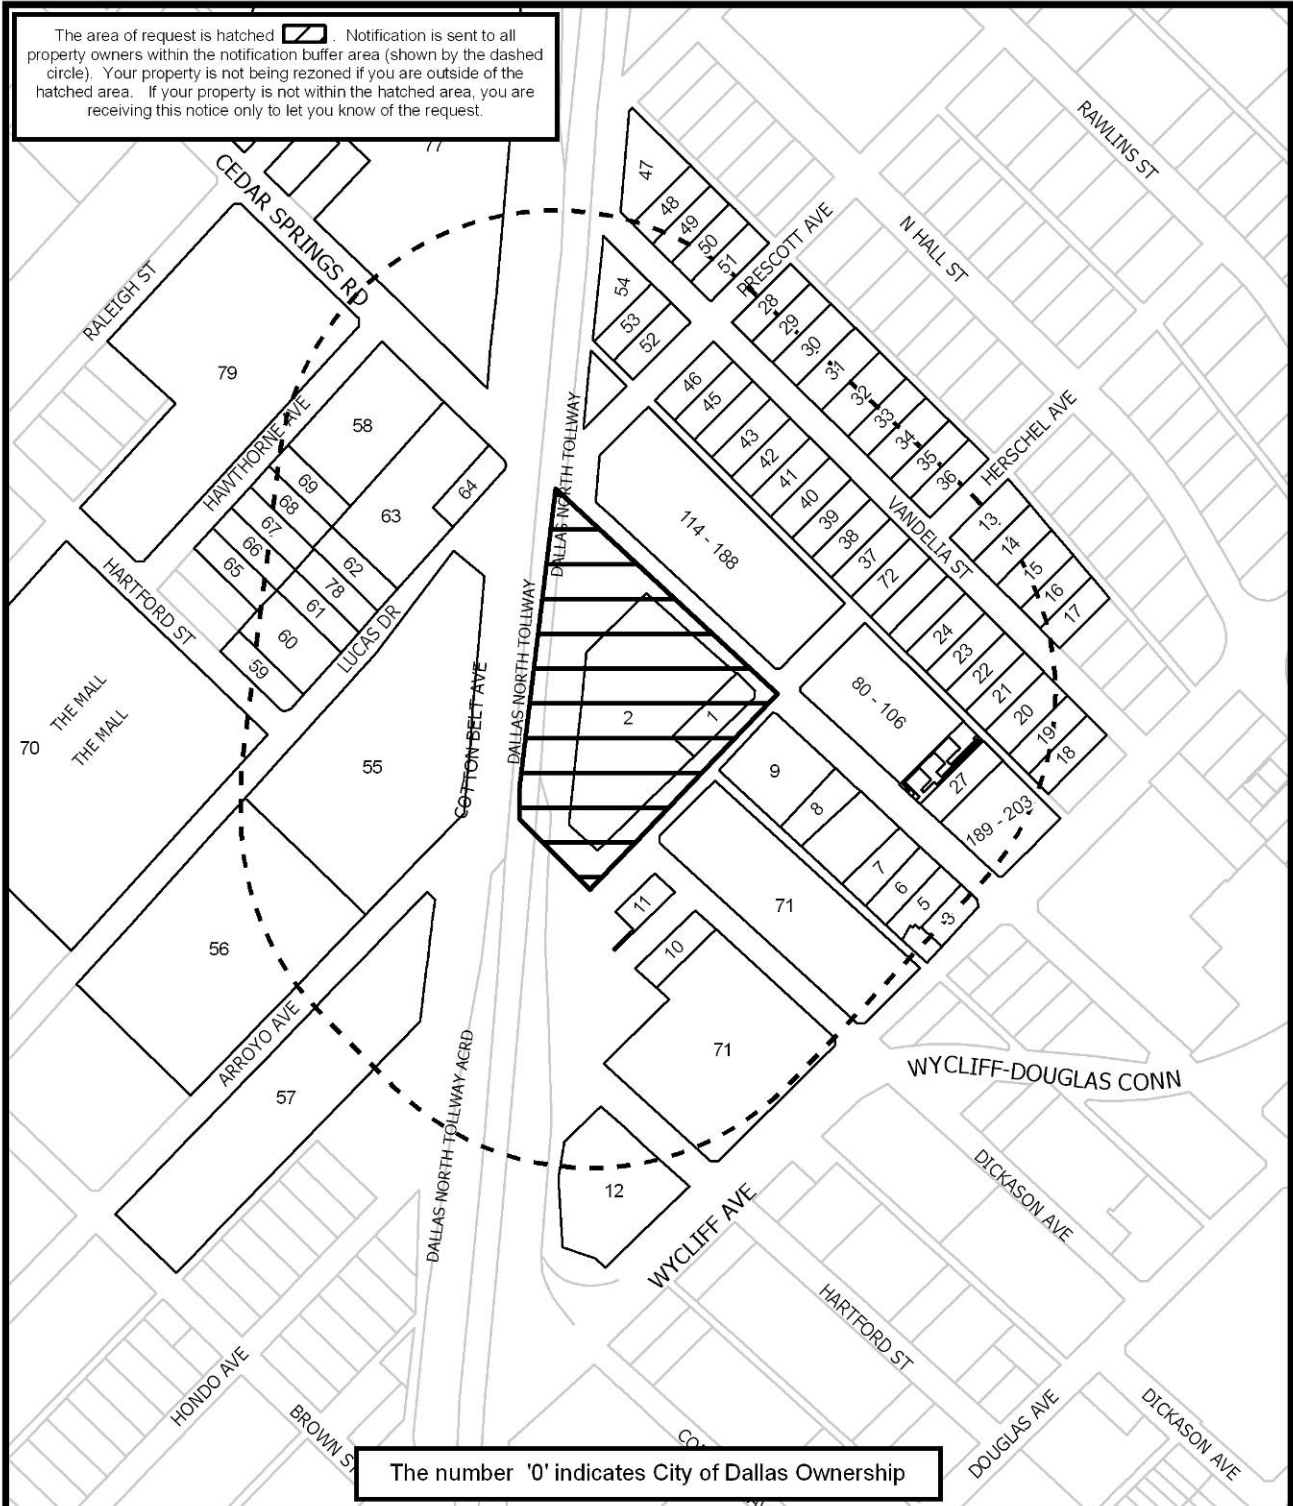 The area of request is hatched . Notification is sent to all
property owners within the notification buffer area (shown by the dashed
circle). Your property is not being rezoned if you are outside of the
hatched area. If your property is not within the hatched area, you are
receiving this notice only to let you know of the request.
77
CEDAR SPRINGS RD
RALEIGH ST
79
HAWTHORNE AVE
58
69
68
67
66
65
63
64
62
78
61
60
59
HARTFORD ST
LUCAS DR
THE MALL
THE MALL
70
55
COTTON BELT AVE
DALLAS NORTH TOLLWAY
DALLAS NORTH TOLLWAY
56
ARROYO AVE
57
DALLAS NORTH TOLLWAY ACRD
HONDO AVE
BROWN ST
47
48
49
50
51
PRESCOTT AVE
N HALL ST
RAWLINS ST
54
53
52
28
29
30
31
32
33
34
35
36
HERSCHEL AVE
46
45
43
42
41
40
39
38
37
72
VANDELIA ST
13
14
15
16
17
24
23
22
21
20
19
18
114 - 188
80 - 106
27
189 - 203
2
1
9
8
7
6
5
3
71
11
10
71
12
WYCLIFF AVE
WYCLIFF-DOUGLAS CONN
DICKASON AVE
HARTFORD ST
DOUGLAS AVE
DICKASON AVE
The number '0' indicates City of Dallas Ownership